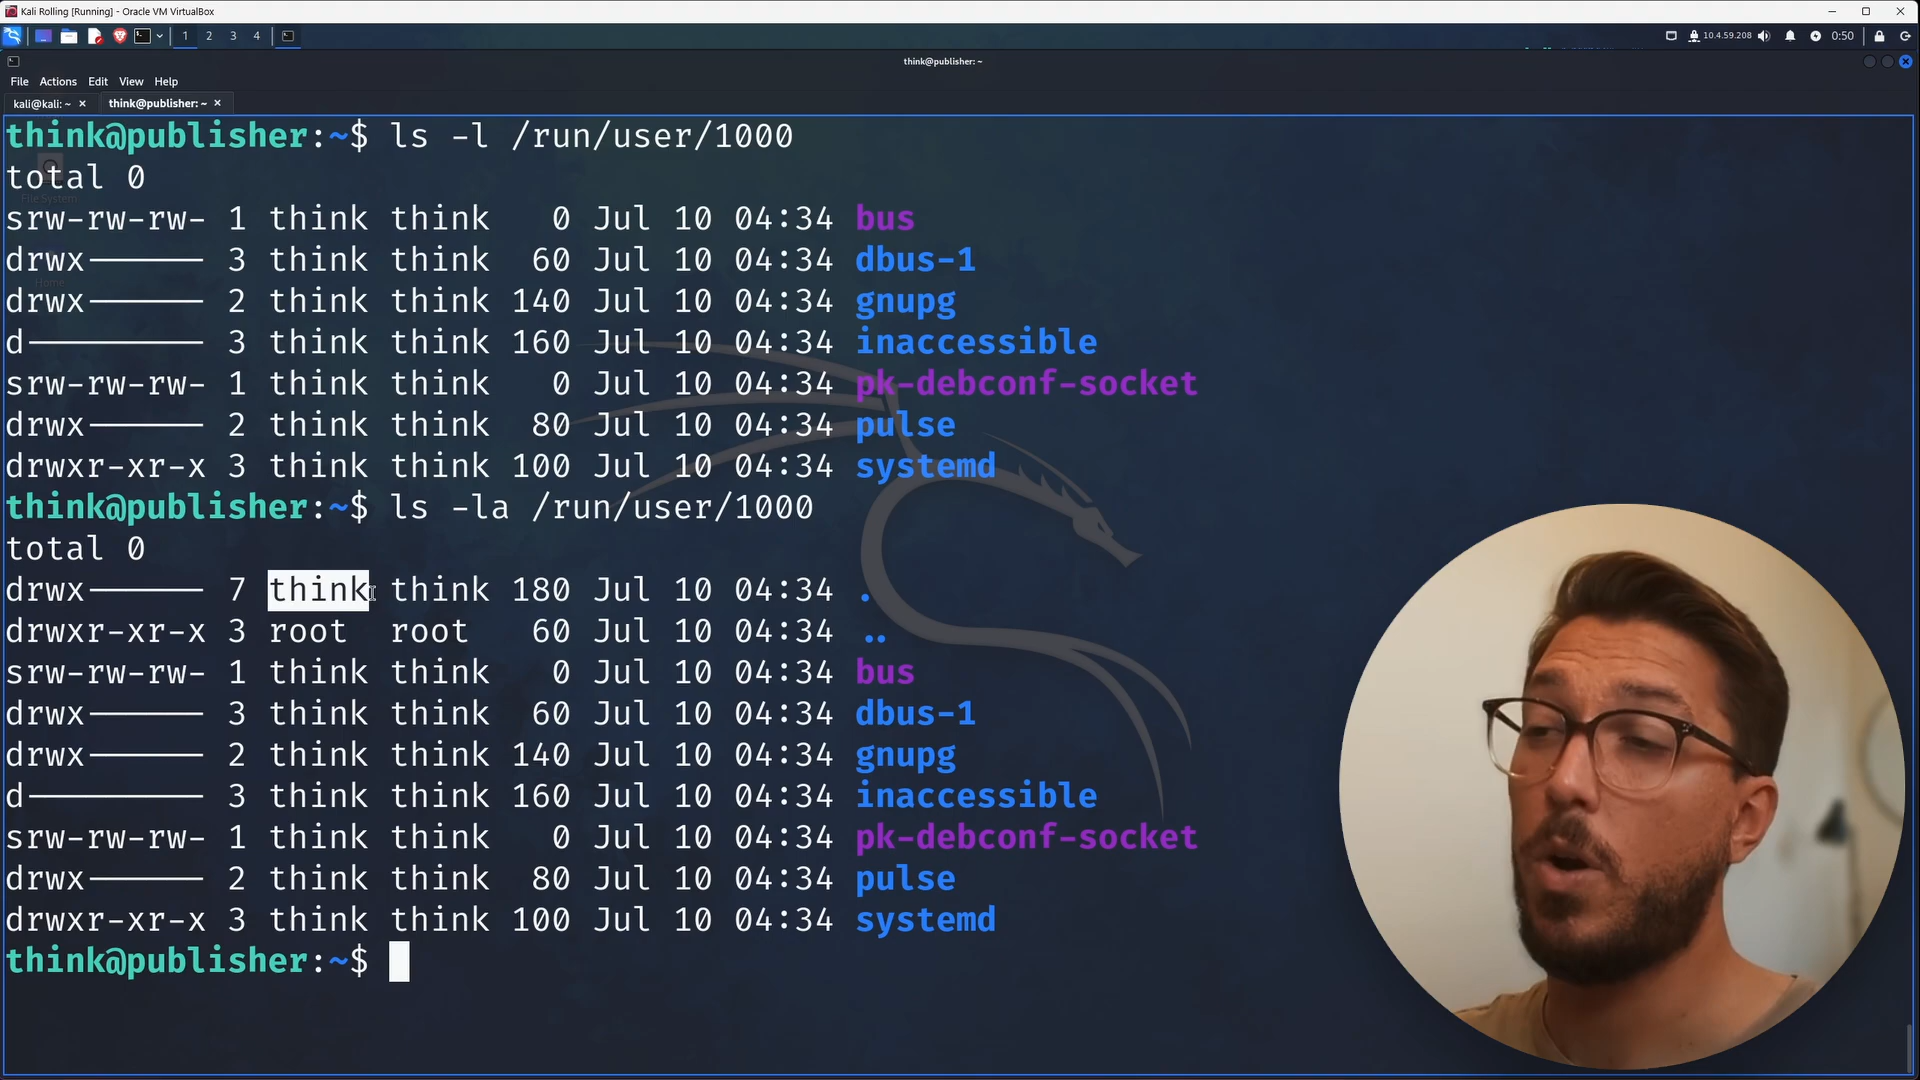 Kali Rolling [Running] - Oracle VM VirtualBox
1 2 3 4
10.4.59.208
0:50
think@publisher: ~
File Actions Edit View Help
kali@kali: ~ ×
think@publisher: ~ ×
think@publisher:~$ ls -l /run/user/1000
total 0
srw-rw-rw- 1 think think 0 Jul 10 04:34 bus
drwx------ 3 think think 60 Jul 10 04:34 dbus-1
drwx------ 2 think think 140 Jul 10 04:34 gnupg
d--------- 3 think think 160 Jul 10 04:34 inaccessible
srw-rw-rw- 1 think think 0 Jul 10 04:34 pk-debconf-socket
drwx------ 2 think think 80 Jul 10 04:34 pulse
drwxr-xr-x 3 think think 100 Jul 10 04:34 systemd
think@publisher:~$ ls -la /run/user/1000
total 0
drwx------ 7 think think 180 Jul 10 04:34 .
drwxr-xr-x 3 root root 60 Jul 10 04:34 ..
srw-rw-rw- 1 think think 0 Jul 10 04:34 bus
drwx------ 3 think think 60 Jul 10 04:34 dbus-1
drwx------ 2 think think 140 Jul 10 04:34 gnupg
d--------- 3 think think 160 Jul 10 04:34 inaccessible
srw-rw-rw- 1 think think 0 Jul 10 04:34 pk-debconf-socket
drwx------ 2 think think 80 Jul 10 04:34 pulse
drwxr-xr-x 3 think think 100 Jul 10 04:34 systemd
think@publisher:~$
File System
Home